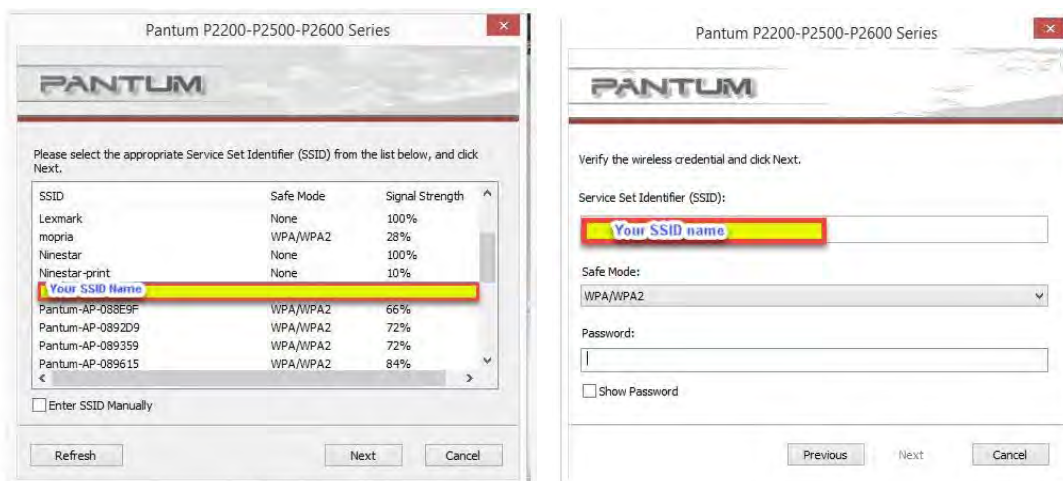 Pantum P2200-P2500-P2600 Series
PANTUM
Please select the appropriate Service Set Identifier (SSID) from the list below, and click
Next.
SSID Safe Mode Signal Strength
Lexmark None 100%
mopria WPA/WPA2 28%
Ninestar None 100%
Ninestar-print None 10%
Your SSID Name
Pantum-AP-088E9F WPA/WPA2 66%
Pantum-AP-0892D9 WPA/WPA2 72%
Pantum-AP-089359 WPA/WPA2 72%
Pantum-AP-089615 WPA/WPA2 84%
Enter SSID Manually
Refresh Next Cancel
Pantum P2200-P2500-P2600 Series
PANTUM
Verify the wireless credential and click Next.
Service Set Identifier (SSID):
Your SSID name
Safe Mode:
WPA/WPA2
Password:
Show Password
Previous Next Cancel